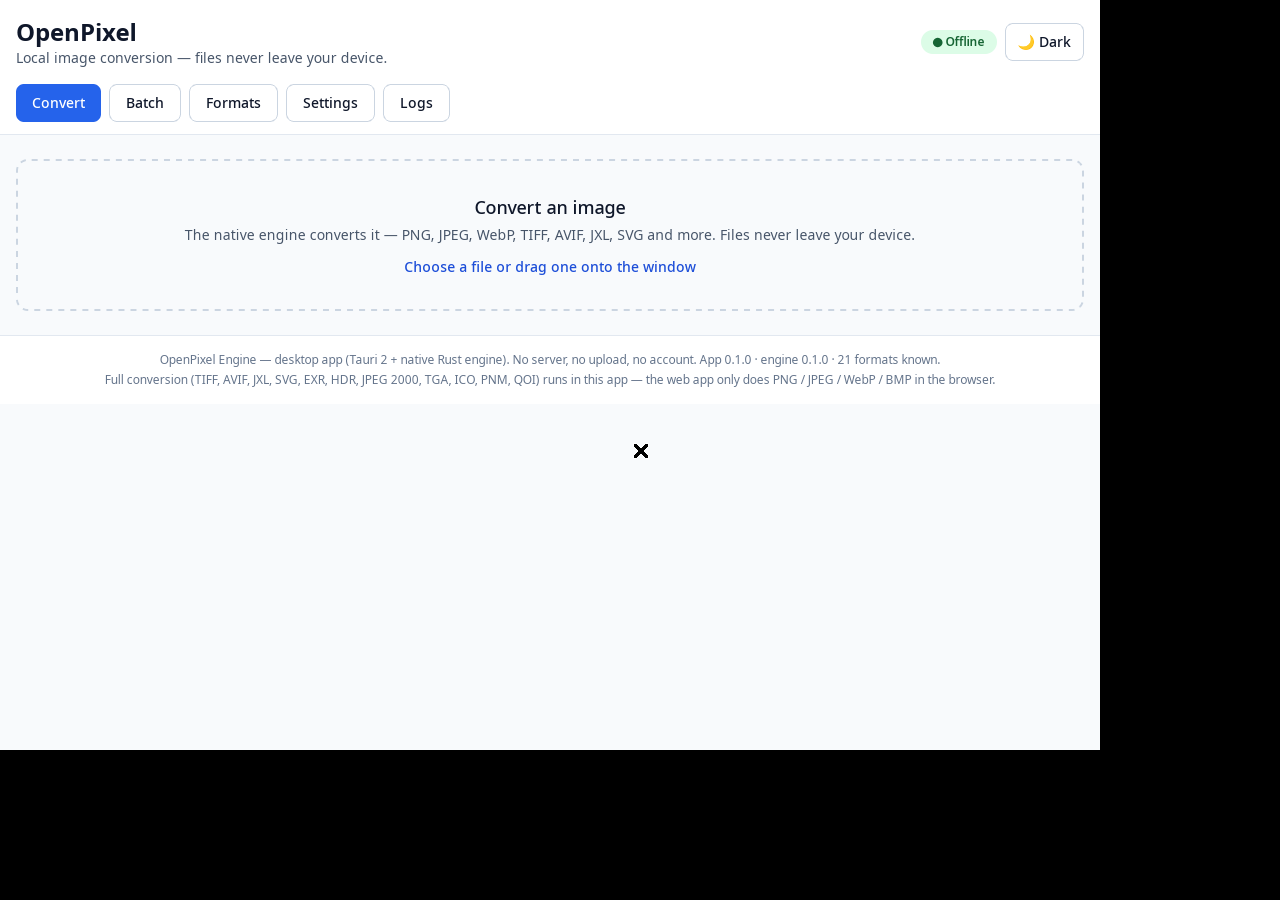 OpenPixel
Local image conversion — files never leave your device.
● Offline
🌙 Dark
Convert
Batch
Formats
Settings
Logs
Convert an image
The native engine converts it — PNG, JPEG, WebP, TIFF, AVIF, JXL, SVG and more. Files never leave your device.
Choose a file or drag one onto the window
OpenPixel Engine — desktop app (Tauri 2 + native Rust engine). No server, no upload, no account. App 0.1.0 · engine 0.1.0 · 21 formats known.
Full conversion (TIFF, AVIF, JXL, SVG, EXR, HDR, JPEG 2000, TGA, ICO, PNM, QOI) runs in this app — the web app only does PNG / JPEG / WebP / BMP in the browser.